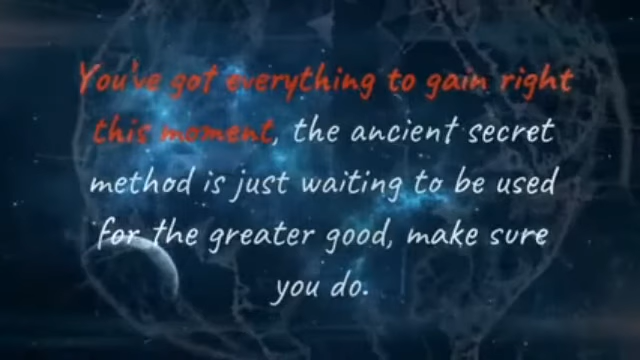 You've got everything to gain right
this moment, the ancient secret
method is just waiting to be used
for the greater good, make sure
you do.